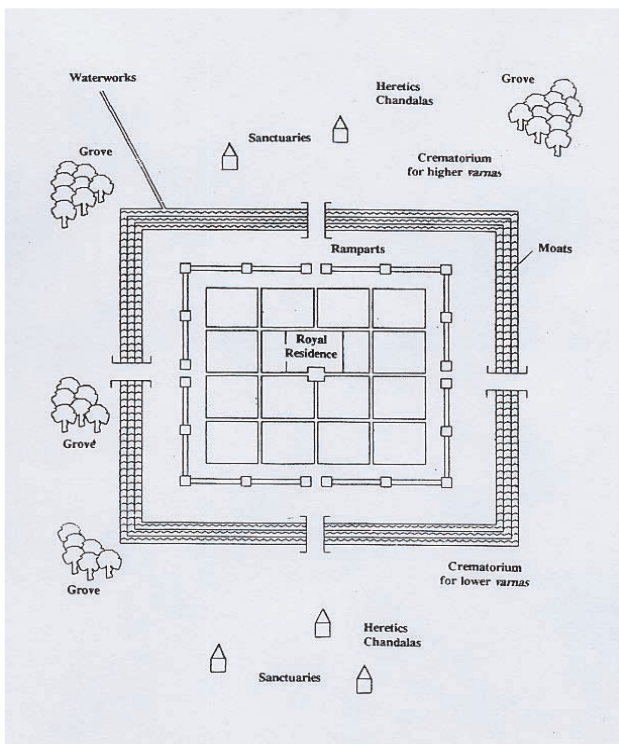 Waterworks
Heretics
Chandalas
Grove
Grove
Sanctuaries
Crematorium
for higher varnas
Ramparts
Moats
Royal
Residence
Grove
Grove
Crematorium
for lower varnas
Heretics
Chandalas
Sanctuaries